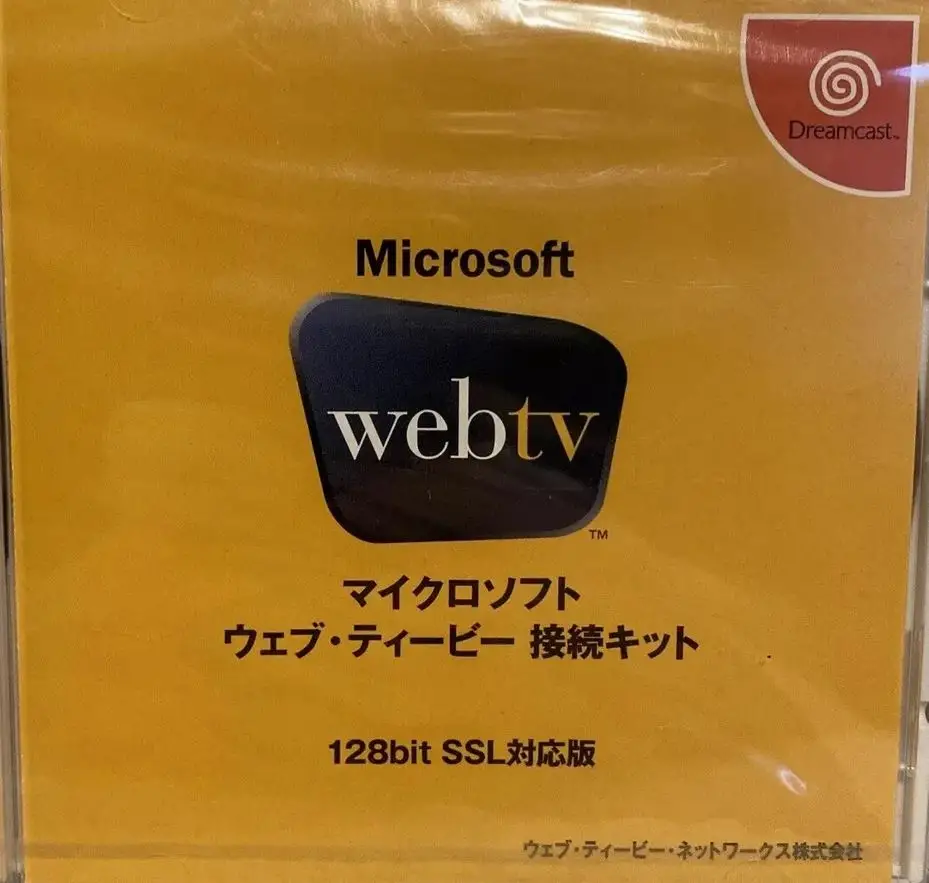 Dreamcast™
Microsoft
webtv
TM
マイクロソフト
ウェブ・ティービー 接続キット
128bit SSL対応版
ウェブ・ティービー・ネットワークス株式会社